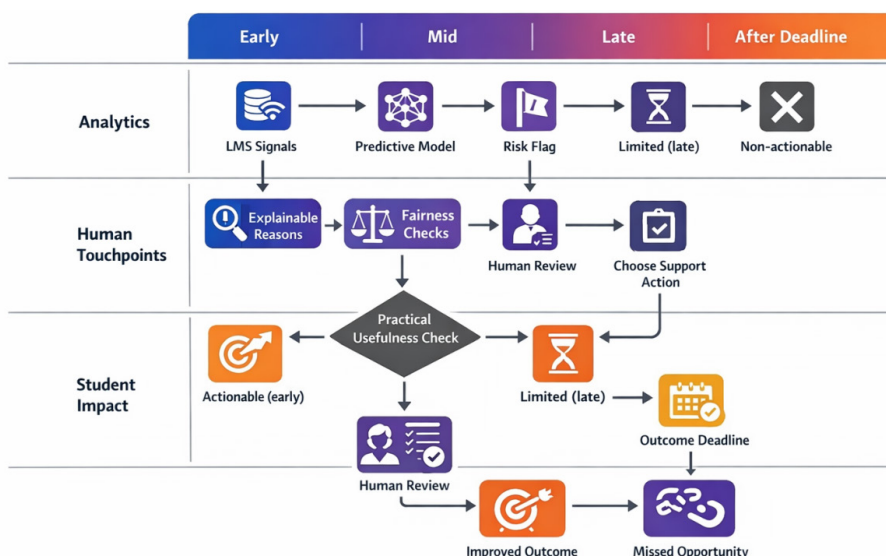 Early
Mid
Late
After Deadline
Analytics
LMS Signals
Predictive Model
Risk Flag
Limited (late)
Non-actionable
Human
Touchpoints
Explainable
Reasons
Fairness
Checks
Human Review
Choose Support
Action
Student
Impact
Practical
Usefulness Check
Actionable (early)
Limited (late)
Outcome Deadline
Human Review
Improved Outcome
Missed Opportunity